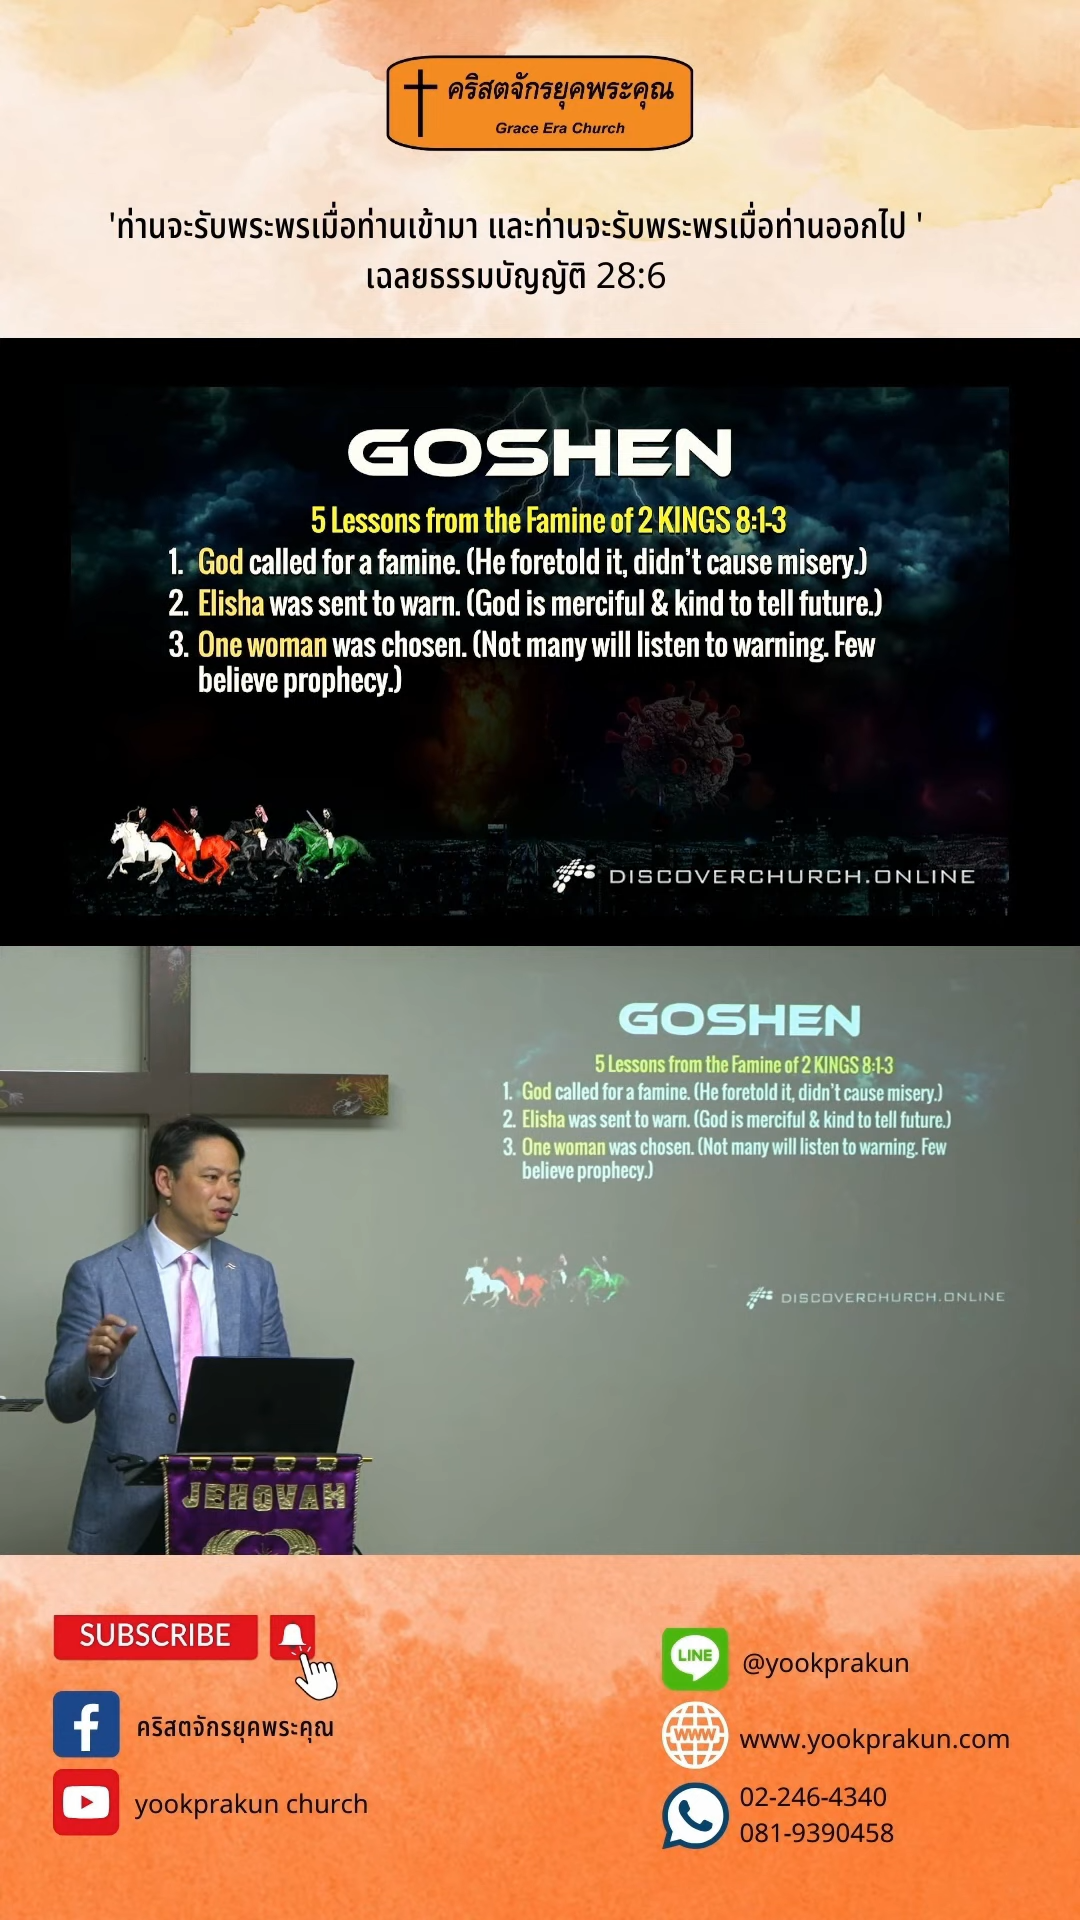 คริสตจักรยุคพระคุณ
Grace Era Church
'ท่านจะรับพระพรเมื่อท่านเข้ามา และท่านจะรับพระพรเมื่อท่านออกไป '
เฉลยธรรมบัญญัติ 28:6
GOSHEN
5 Lessons from the Famine of 2 KINGS 8:1-3
1. God called for a famine. (He foretold it, didn't cause misery.)
2. Elisha was sent to warn. (God is merciful & kind to tell future.)
3. One woman was chosen. (Not many will listen to warning. Few
believe prophecy.)
DISCOVERCHURCH.ONLINE
GOSHEN
5 Lessons from the Famine of 2 KINGS 8:1-3
1. God called for a famine. (He foretold it, didn't cause misery.)
2. Elisha was sent to warn. (God is merciful & kind to tell future.)
3. One woman was chosen. (Not many will listen to warning. Few
believe prophecy.)
DISCOVERCHURCH.ONLINE
JEHOVAH
SUBSCRIBE
คริสตจักรยุคพระคุณ
yookprakun church
LINE
@yookprakun
WWW
www.yookprakun.com
02-246-4340
081-9390458